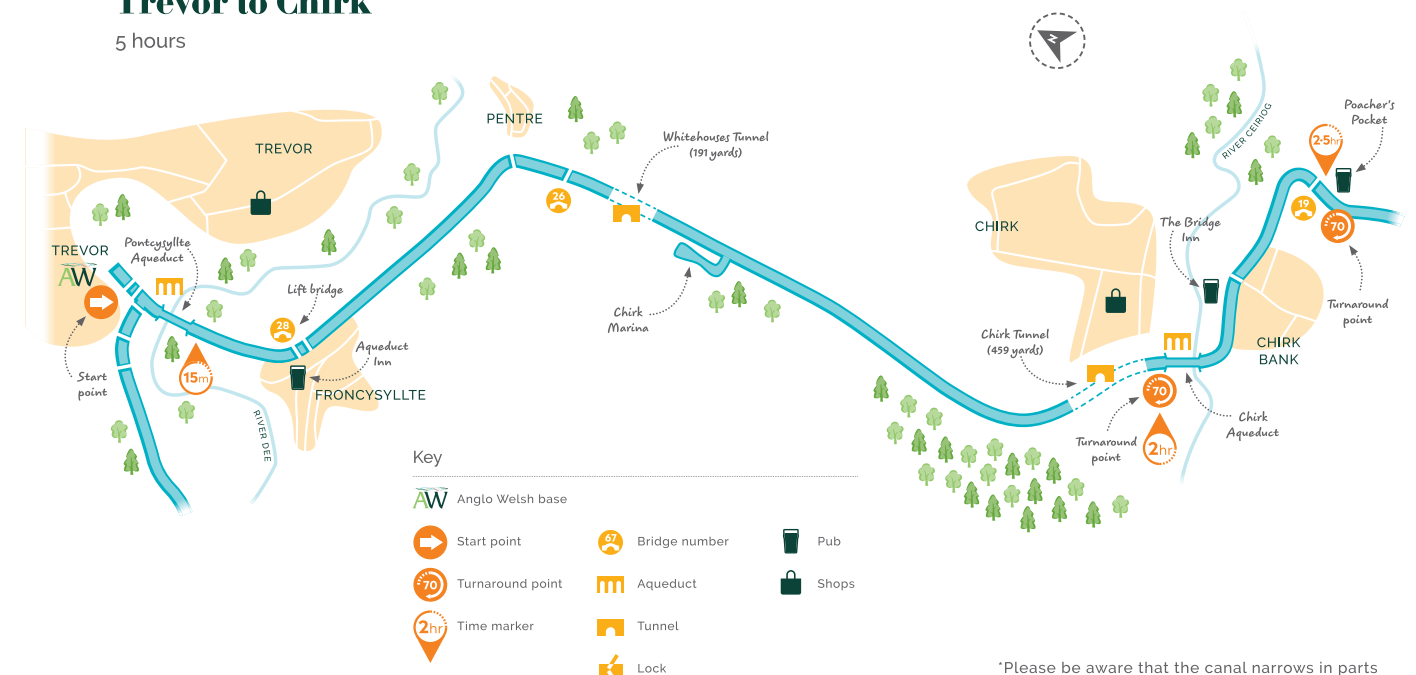 Trevor to Chirk
5 hours
N
TREVOR
PENTRE
Whitehouses Tunnel
(191 yards)
26
RIVER CEIRIOG
Poacher's
Pocket
2·5hr
19
70
Turnaround
point
TREVOR
AW
Pontcysyllte
Aqueduct
Lift bridge
28
15m
Start
point
Aqueduct
Inn
FRONCYSYLLTE
RIVER DEE
Chirk
Marina
CHIRK
The Bridge
Inn
Chirk Tunnel
(459 yards)
CHIRK
BANK
70
Turnaround
point
2hr
Chirk
Aqueduct
Key
AW Anglo Welsh base
Start point
67 Bridge number
Pub
70 Turnaround point
Aqueduct
Shops
2hr Time marker
Tunnel
Lock
*Please be aware that the canal narrows in parts